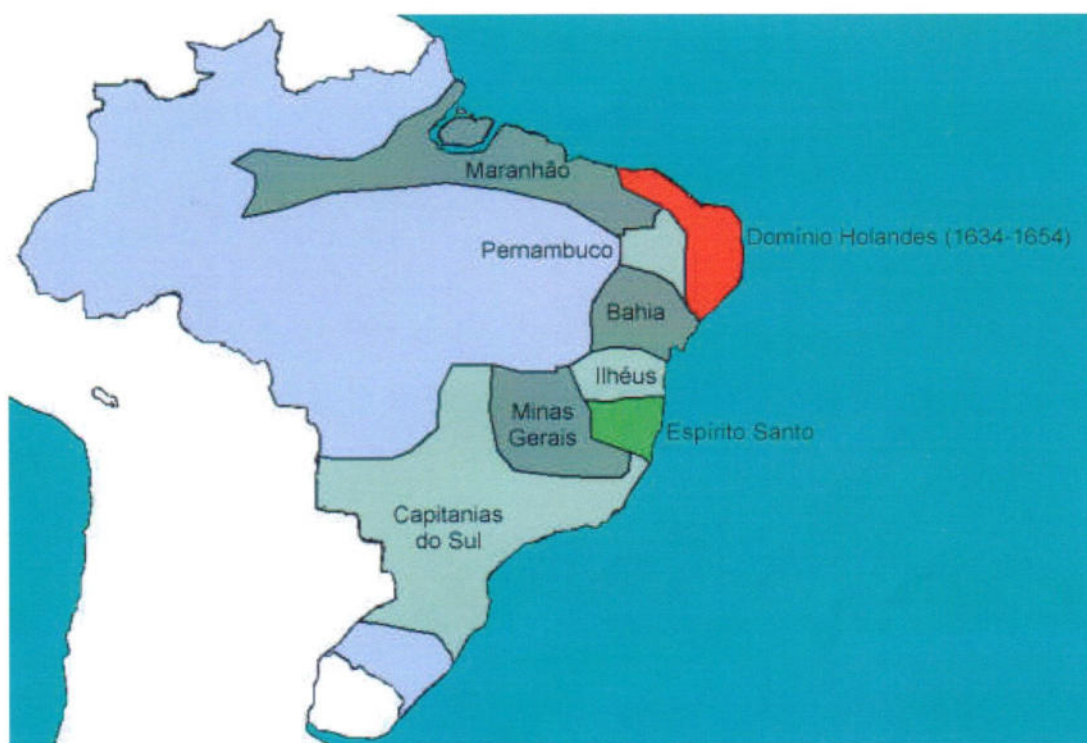 Maranhão
Domínio Holandes (1634-1654)
Pernambuco
Bahia
Ilhéus
Minas
Gerais
Espírito Santo
Capitanias
do Sul